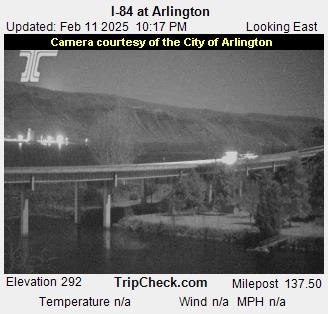 I-84 at Arlington
Updated: Feb 11 2025 10:17 PM Looking East
Camera courtesy of the City of Arlington
Elevation 292 TripCheck.com Milepost 137.50
Temperature n/a Wind n/a MPH n/a